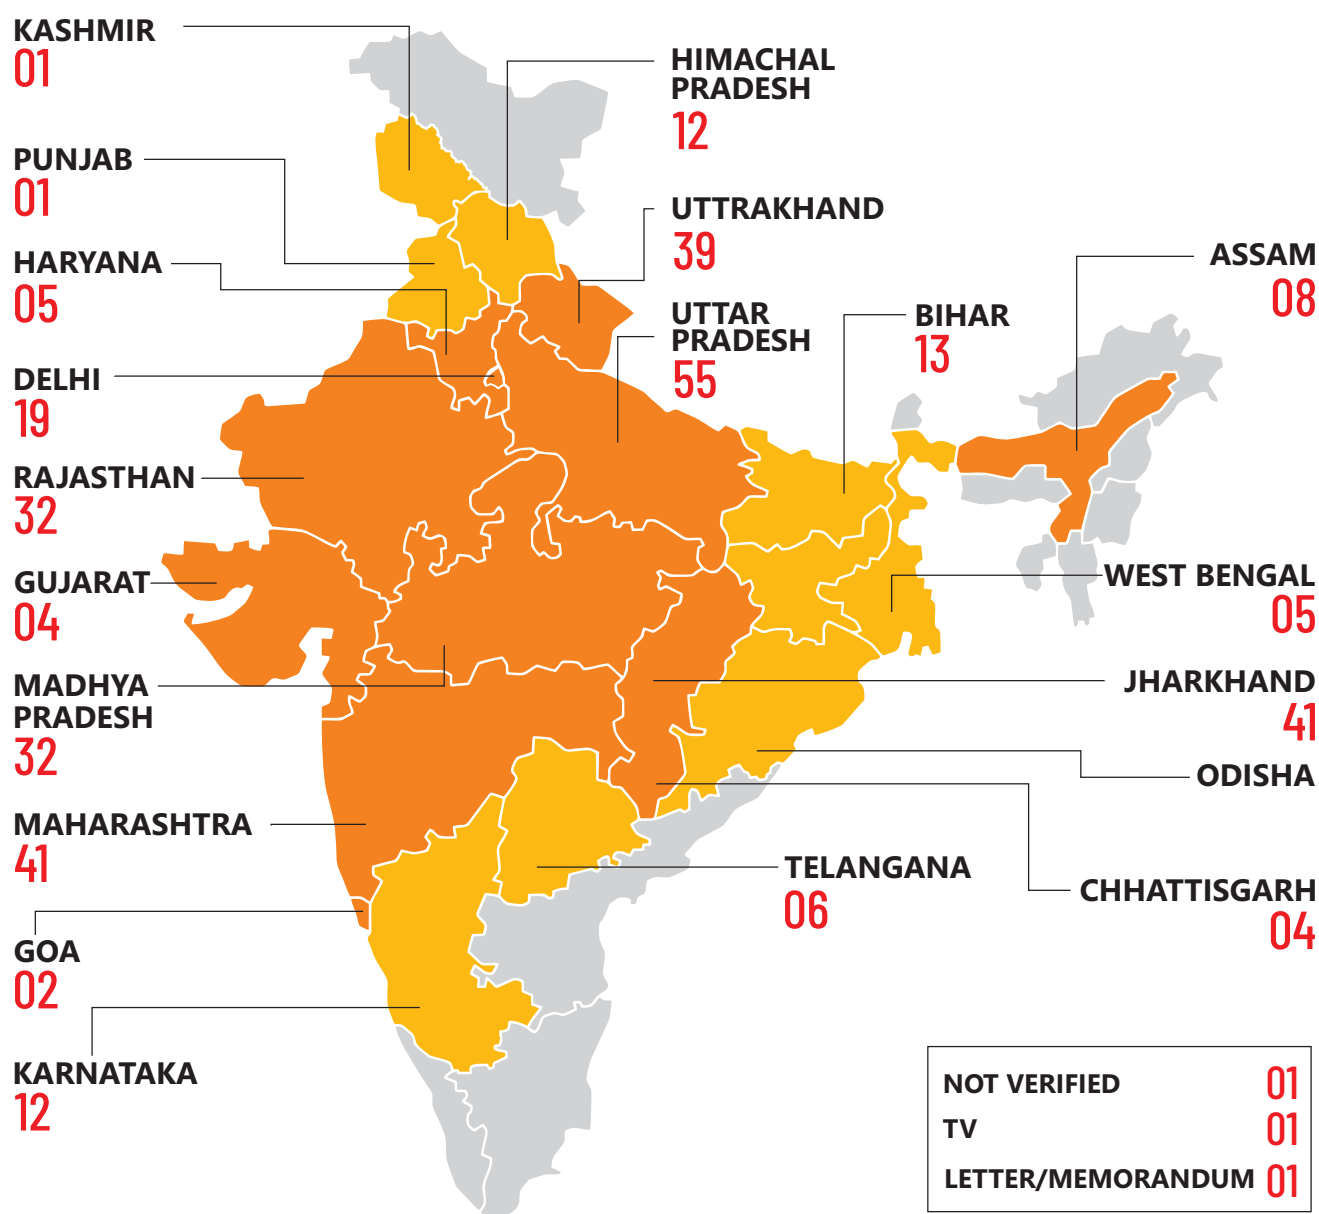 KASHMIR
01
HIMACHAL
PRADESH
12
PUNJAB
01
UTTRAKHAND
39
HARYANA
05
ASSAM
08
UTTAR
PRADESH
55
BIHAR
13
DELHI
19
RAJASTHAN
32
GUJARAT
04
WEST BENGAL
05
MADHYA
PRADESH
32
JHARKHAND
41
ODISHA
MAHARASHTRA
41
TELANGANA
06
CHHATTISGARH
04
GOA
02
KARNATAKA
12
NOT VERIFIED 01
TV 01
LETTER/MEMORANDUM 01